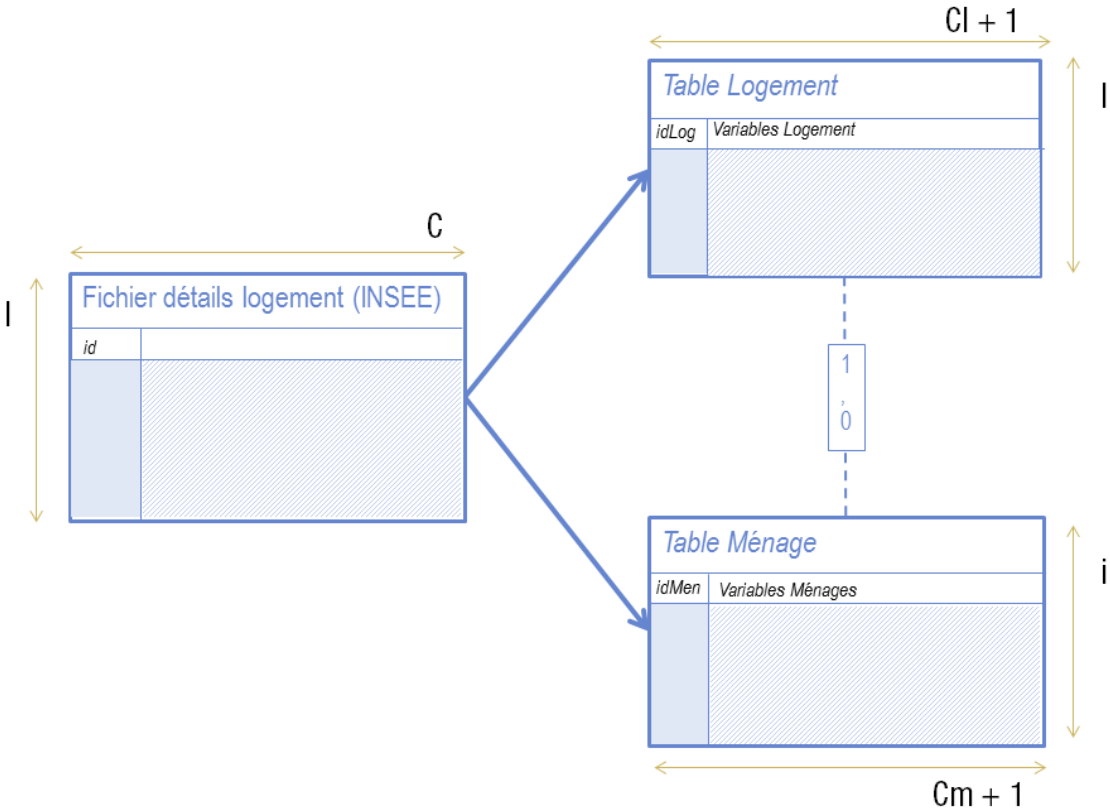 Cl + 1
Table Logement
l
idLog Variables Logement
C
Fichier détails logement (INSEE)
l
id
1
,
0
Table Ménage
i
idMen Variables Ménages
Cm + 1